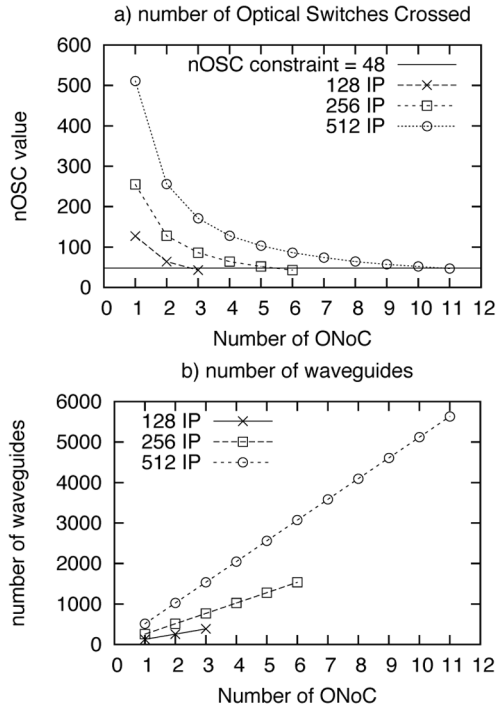 a) number of Optical Switches Crossed
600
500
400
300
200
100
0
nOSC value
nOSC constraint = 48
128 IP
256 IP
512 IP
0 1 2 3 4 5 6 7 8 9 10 11 12
Number of ONoC
b) number of waveguides
6000
5000
4000
3000
2000
1000
0
number of waveguides
128 IP
256 IP
512 IP
0 1 2 3 4 5 6 7 8 9 10 11 12
Number of ONoC